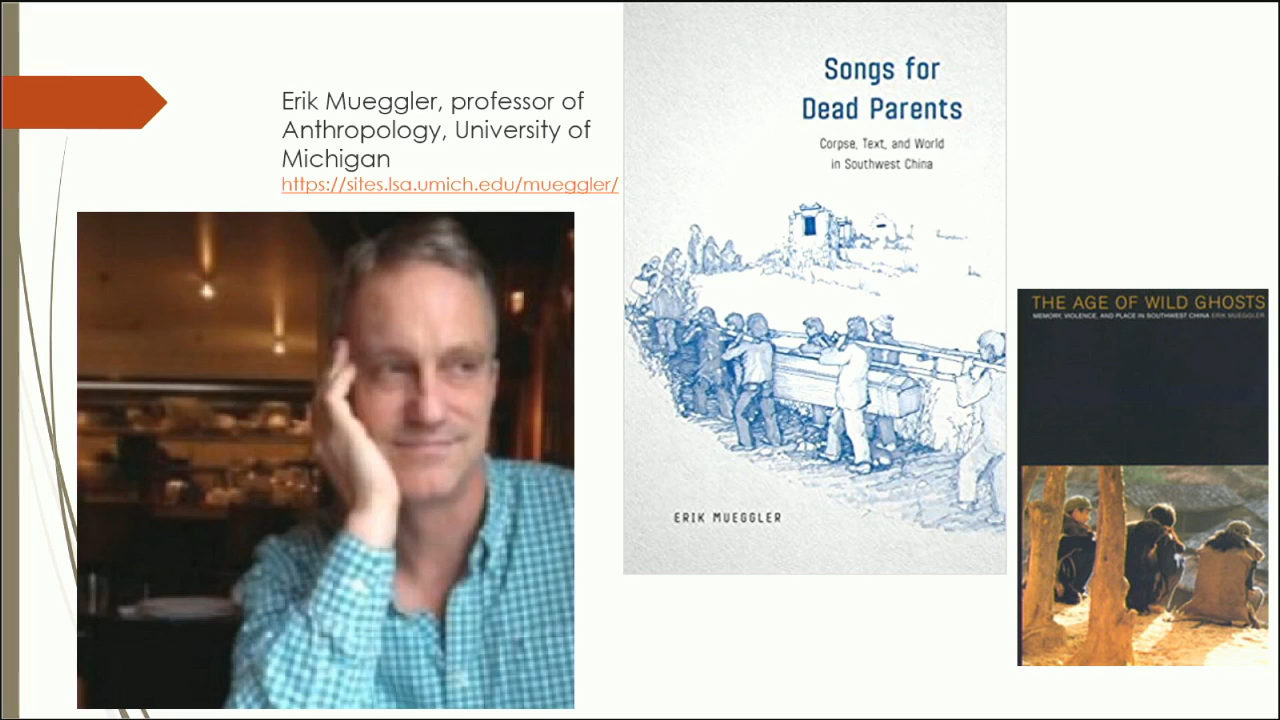 Erik Mueggler, professor of
Anthropology, University of
Michigan
https://sites.lsa.umich.edu/mueggler/
Songs for
Dead Parents
Corpse, Text, and World
in Southwest China
ERIK MUEGGLER
THE AGE OF WILD GHOSTS
MEMORY, VIOLENCE, AND PLACE IN SOUTHWEST CHINA ERIK MUEGGLER